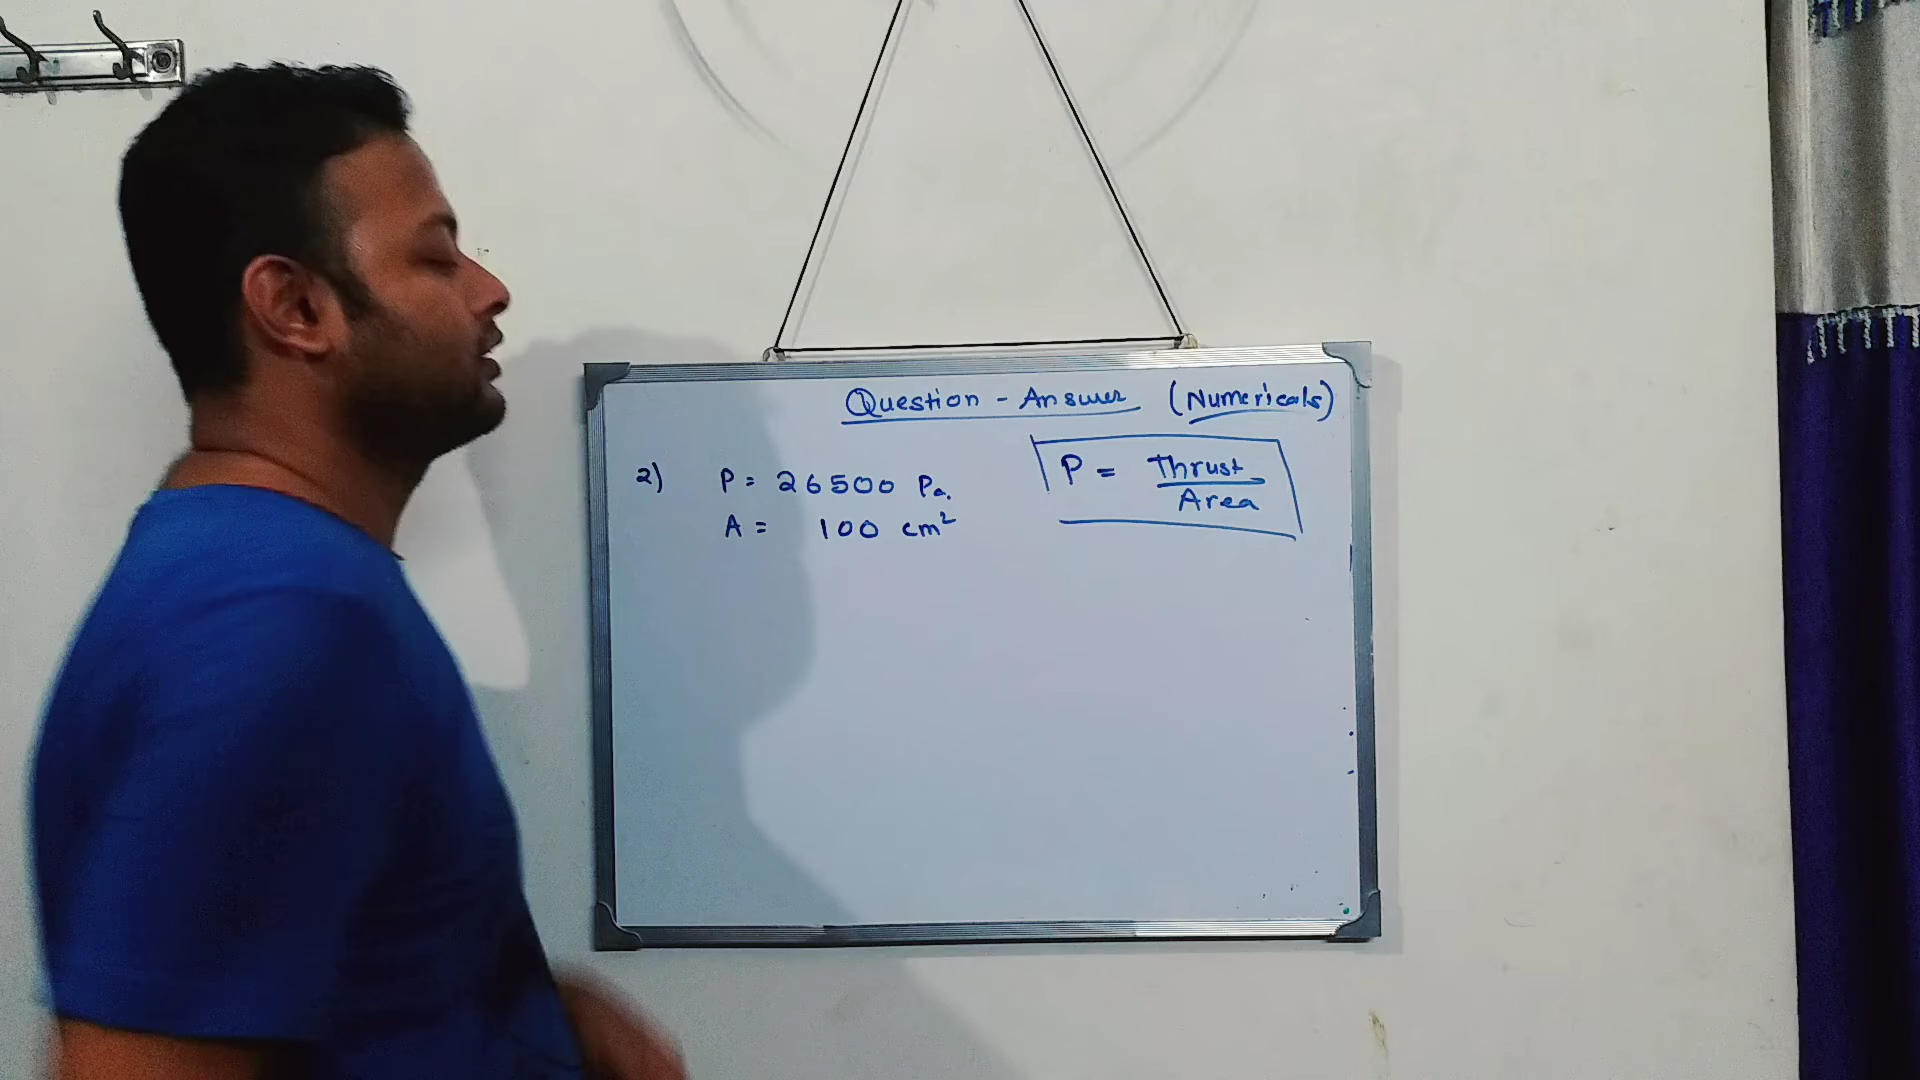 Question - Answer (Numericals)
2) P = 26500 Pa.
A = 100 cm²
P = Thrust
Area